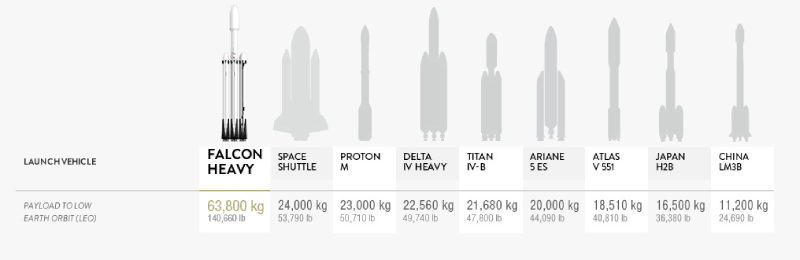 LAUNCH VEHICLE
FALCON
HEAVY
SPACE
SHUTTLE
PROTON
M
DELTA
IV HEAVY
TITAN
IV-B
ARIANE
5 ES
ATLAS
V 551
JAPAN
H2B
CHINA
LM3B
PAYLOAD TO LOW
EARTH ORBIT (LEO)
63,800 kg
140,660 lb
24,000 kg
53,790 lb
23,000 kg
50,710 lb
22,560 kg
49,740 lb
21,680 kg
47,800 lb
20,000 kg
44,090 lb
18,510 kg
40,810 lb
16,500 kg
36,380 lb
11,200 kg
24,690 lb